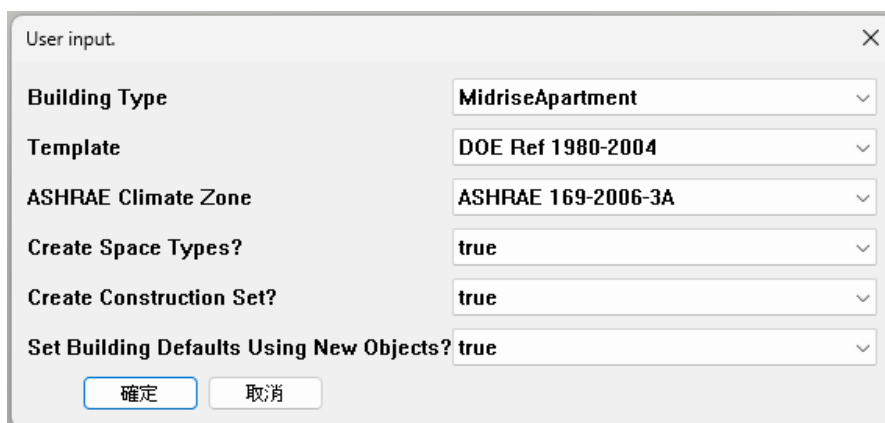 User input.
Building Type MidriseApartment
Template DOE Ref 1980-2004
ASHRAE Climate Zone ASHRAE 169-2006-3A
Create Space Types? true
Create Construction Set? true
Set Building Defaults Using New Objects? true
確定 取消